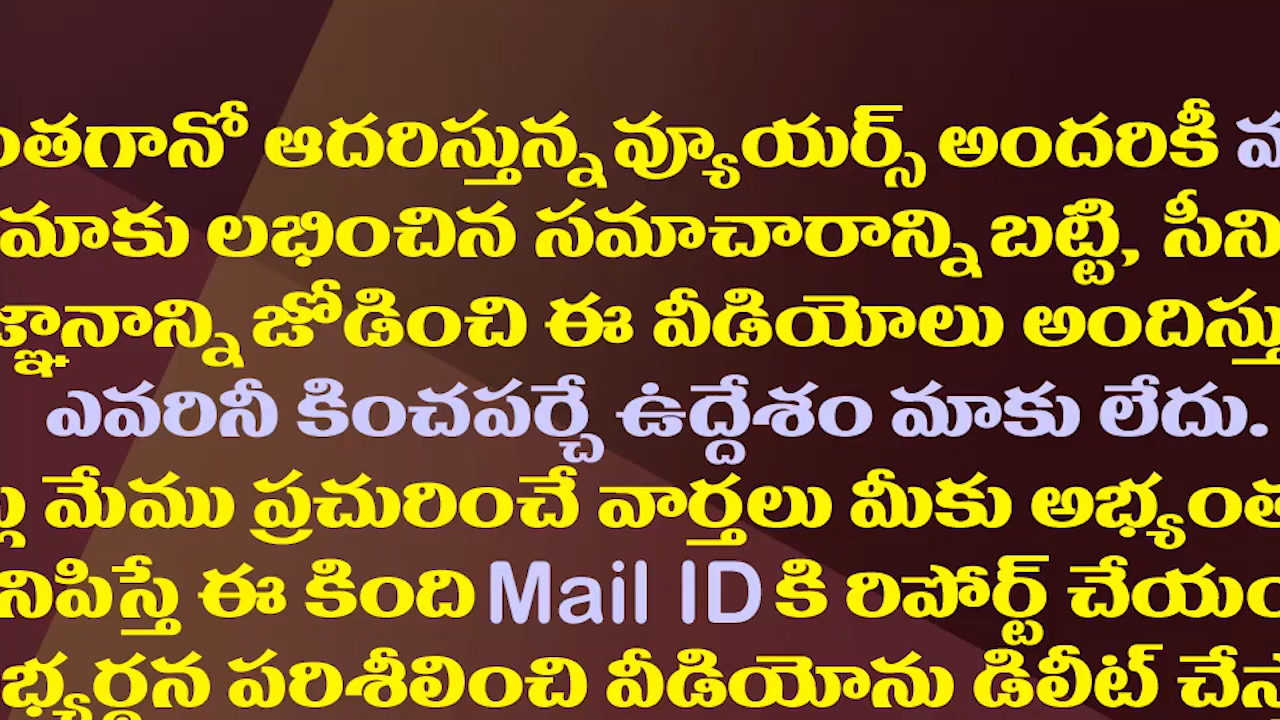 ఆదరిస్తున్న వ్యూయర్స్ అందరికీ
మాకు లభించిన సమాచారాన్ని బట్టి,
జోడించి ఈ వీడియోలు
ఎవరినీ కించపర్చే ఉద్దేశం మాకు లేదు.
మేము ప్రచురించే వార్తలు మీకు
ఈ కింది Mail ID కి రిపోర్ట్
పరిశీలించి వీడియోను డిలీట్